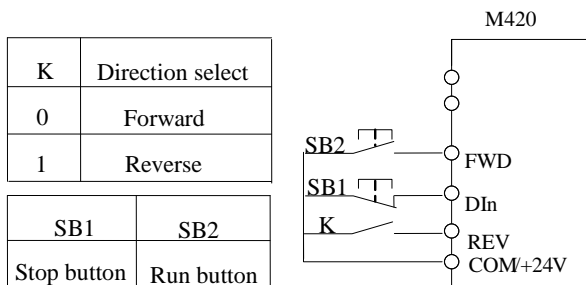 M420
K Direction select
0 Forward
1 Reverse
SB1 SB2
Stop button Run button
SB2
FWD
SB1
DIn
K
REV
COM/+24V